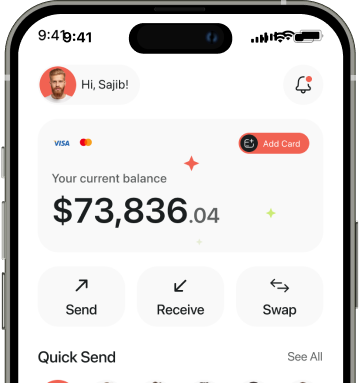 9:41 9:41
Hi, Sajib!
VISA
Add Card
Your current balance
$73,836.04
Send Receive Swap
Quick Send See All